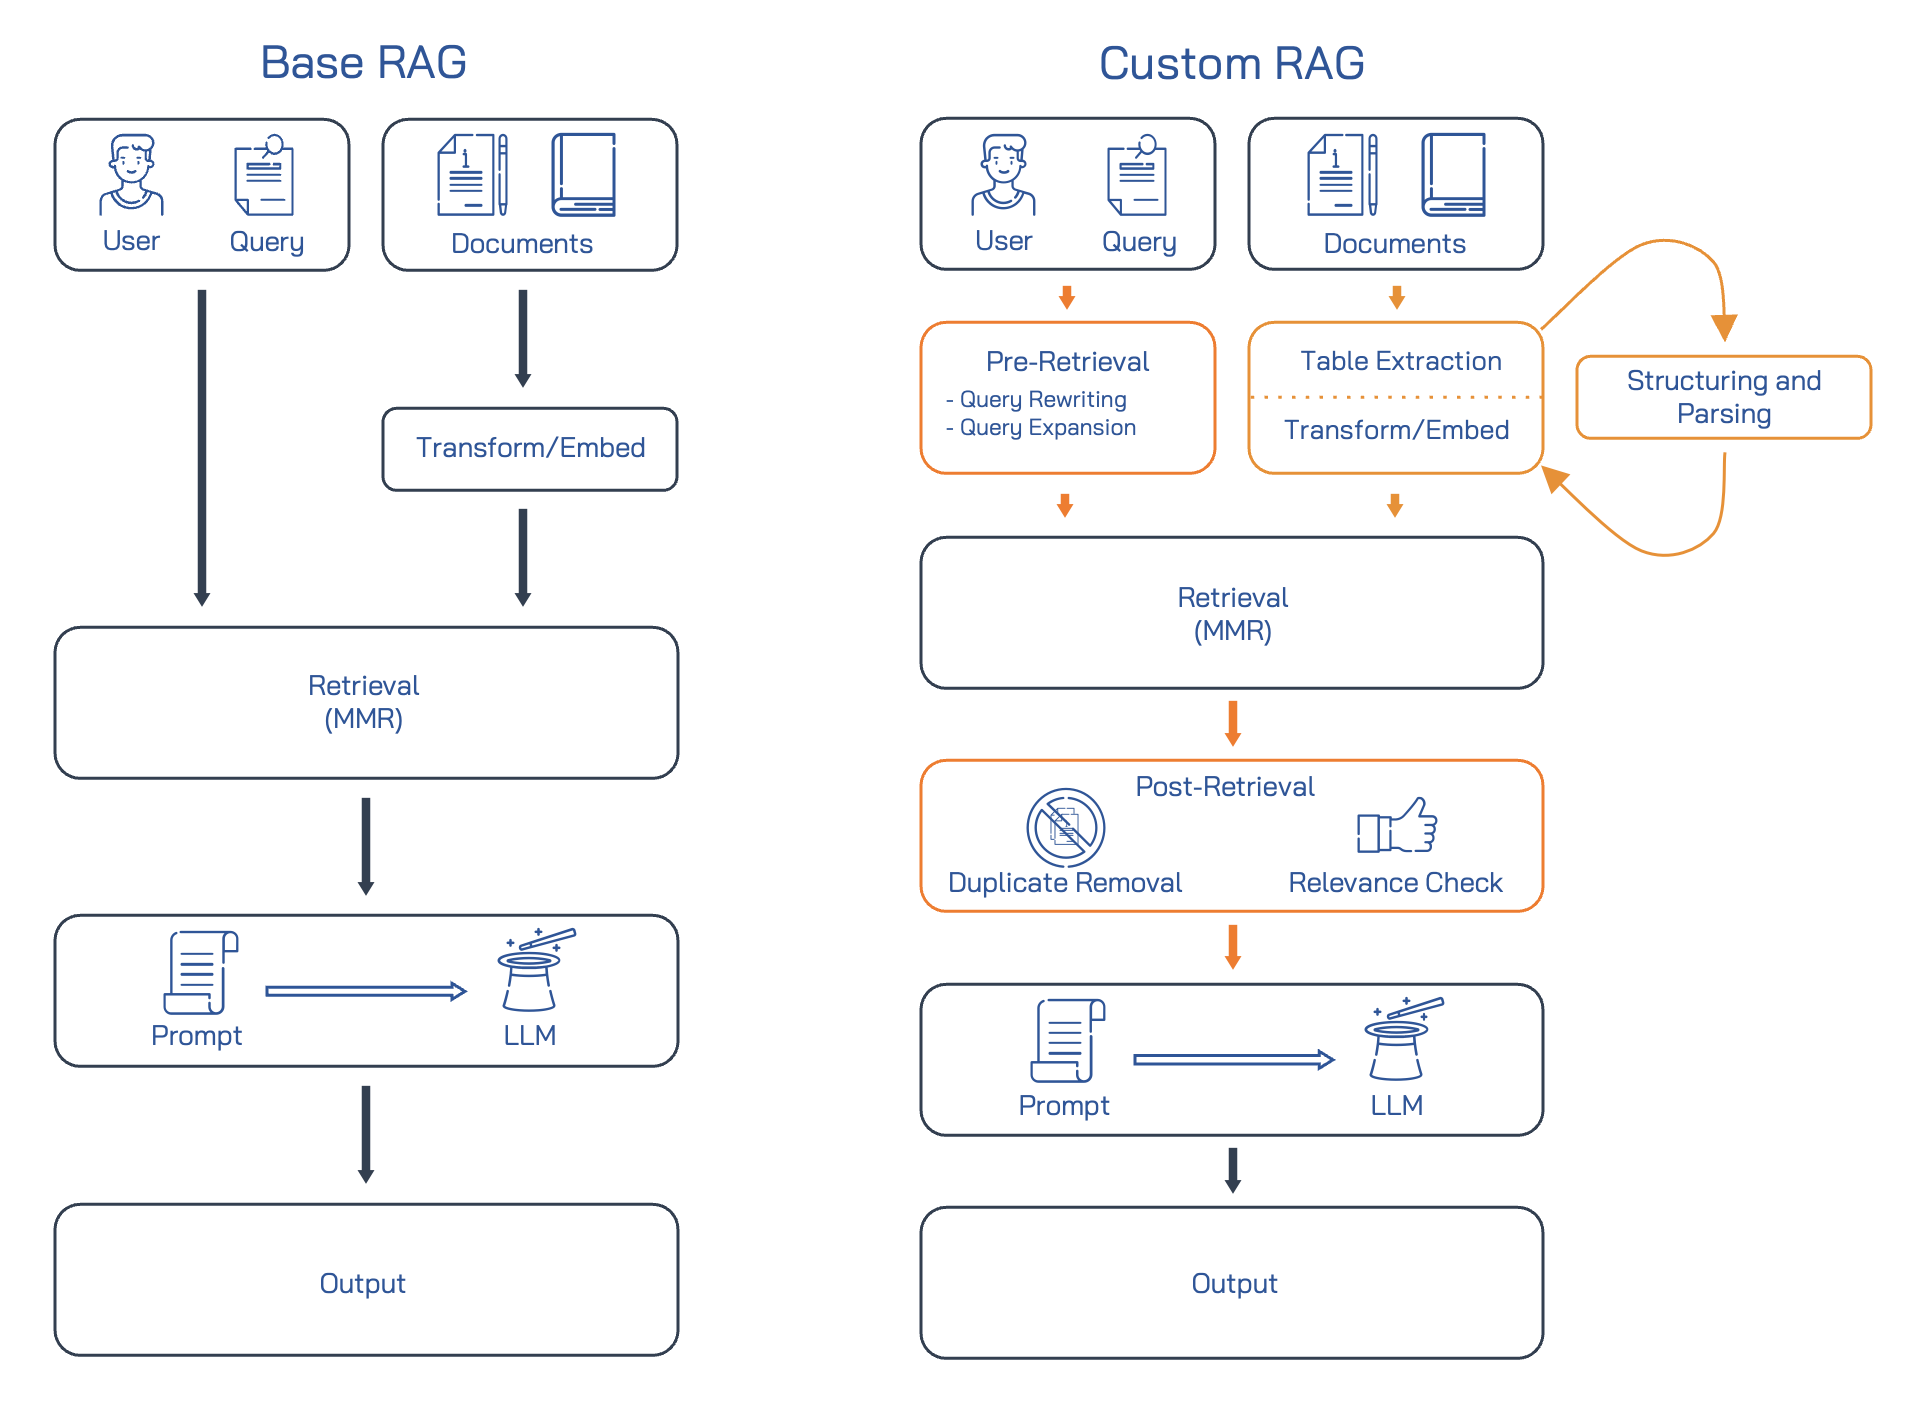 Base RAG
User
Query
Documents
Transform/Embed
Retrieval
(MMR)
Prompt
LLM
Output
Custom RAG
User
Query
Documents
Pre-Retrieval
- Query Rewriting
- Query Expansion
Table Extraction
Transform/Embed
Structuring and
Parsing
Retrieval
(MMR)
Post-Retrieval
Duplicate Removal
Relevance Check
Prompt
LLM
Output